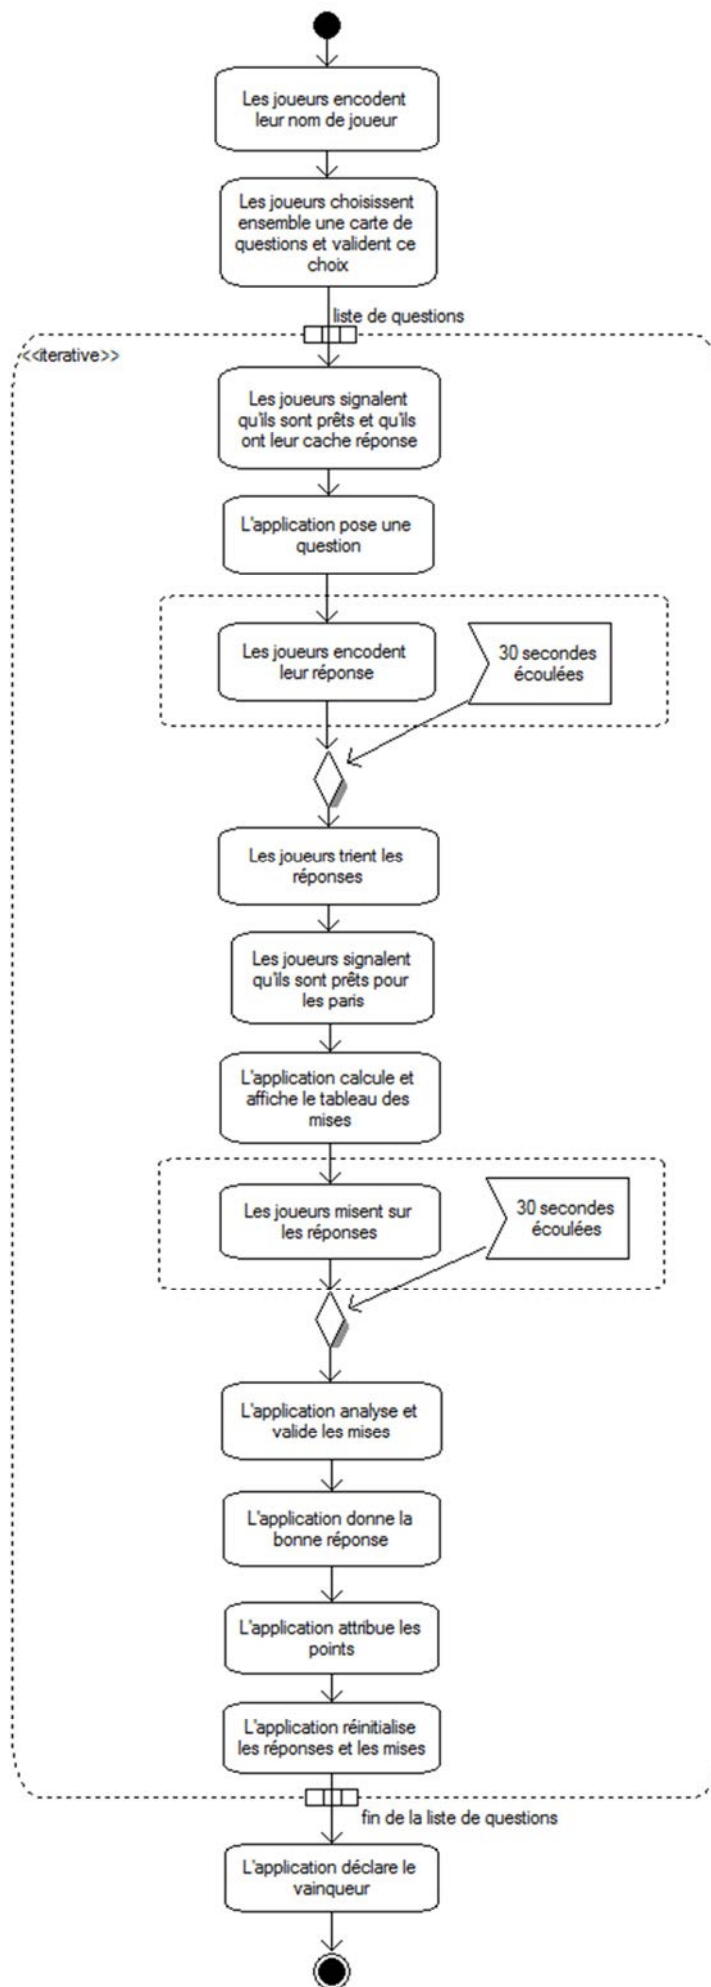 Les joueurs encodent
leur nom de joueur
Les joueurs choisissent
ensemble une carte de
questions et valident ce
choix
liste de questions
<<iterative>>
Les joueurs signalent
qu'ils sont prêts et qu'ils
ont leur cache réponse
L'application pose une
question
Les joueurs encodent
leur réponse
30 secondes
écoulées
Les joueurs trient les
réponses
Les joueurs signalent
qu'ils sont prêts pour
les paris
L'application calcule et
affiche le tableau des
mises
Les joueurs misent sur
les réponses
30 secondes
écoulées
L'application analyse et
valide les mises
L'application donne la
bonne réponse
L'application attribue les
points
L'application réinitialise
les réponses et les mises
fin de la liste de questions
L'application déclare le
vainqueur